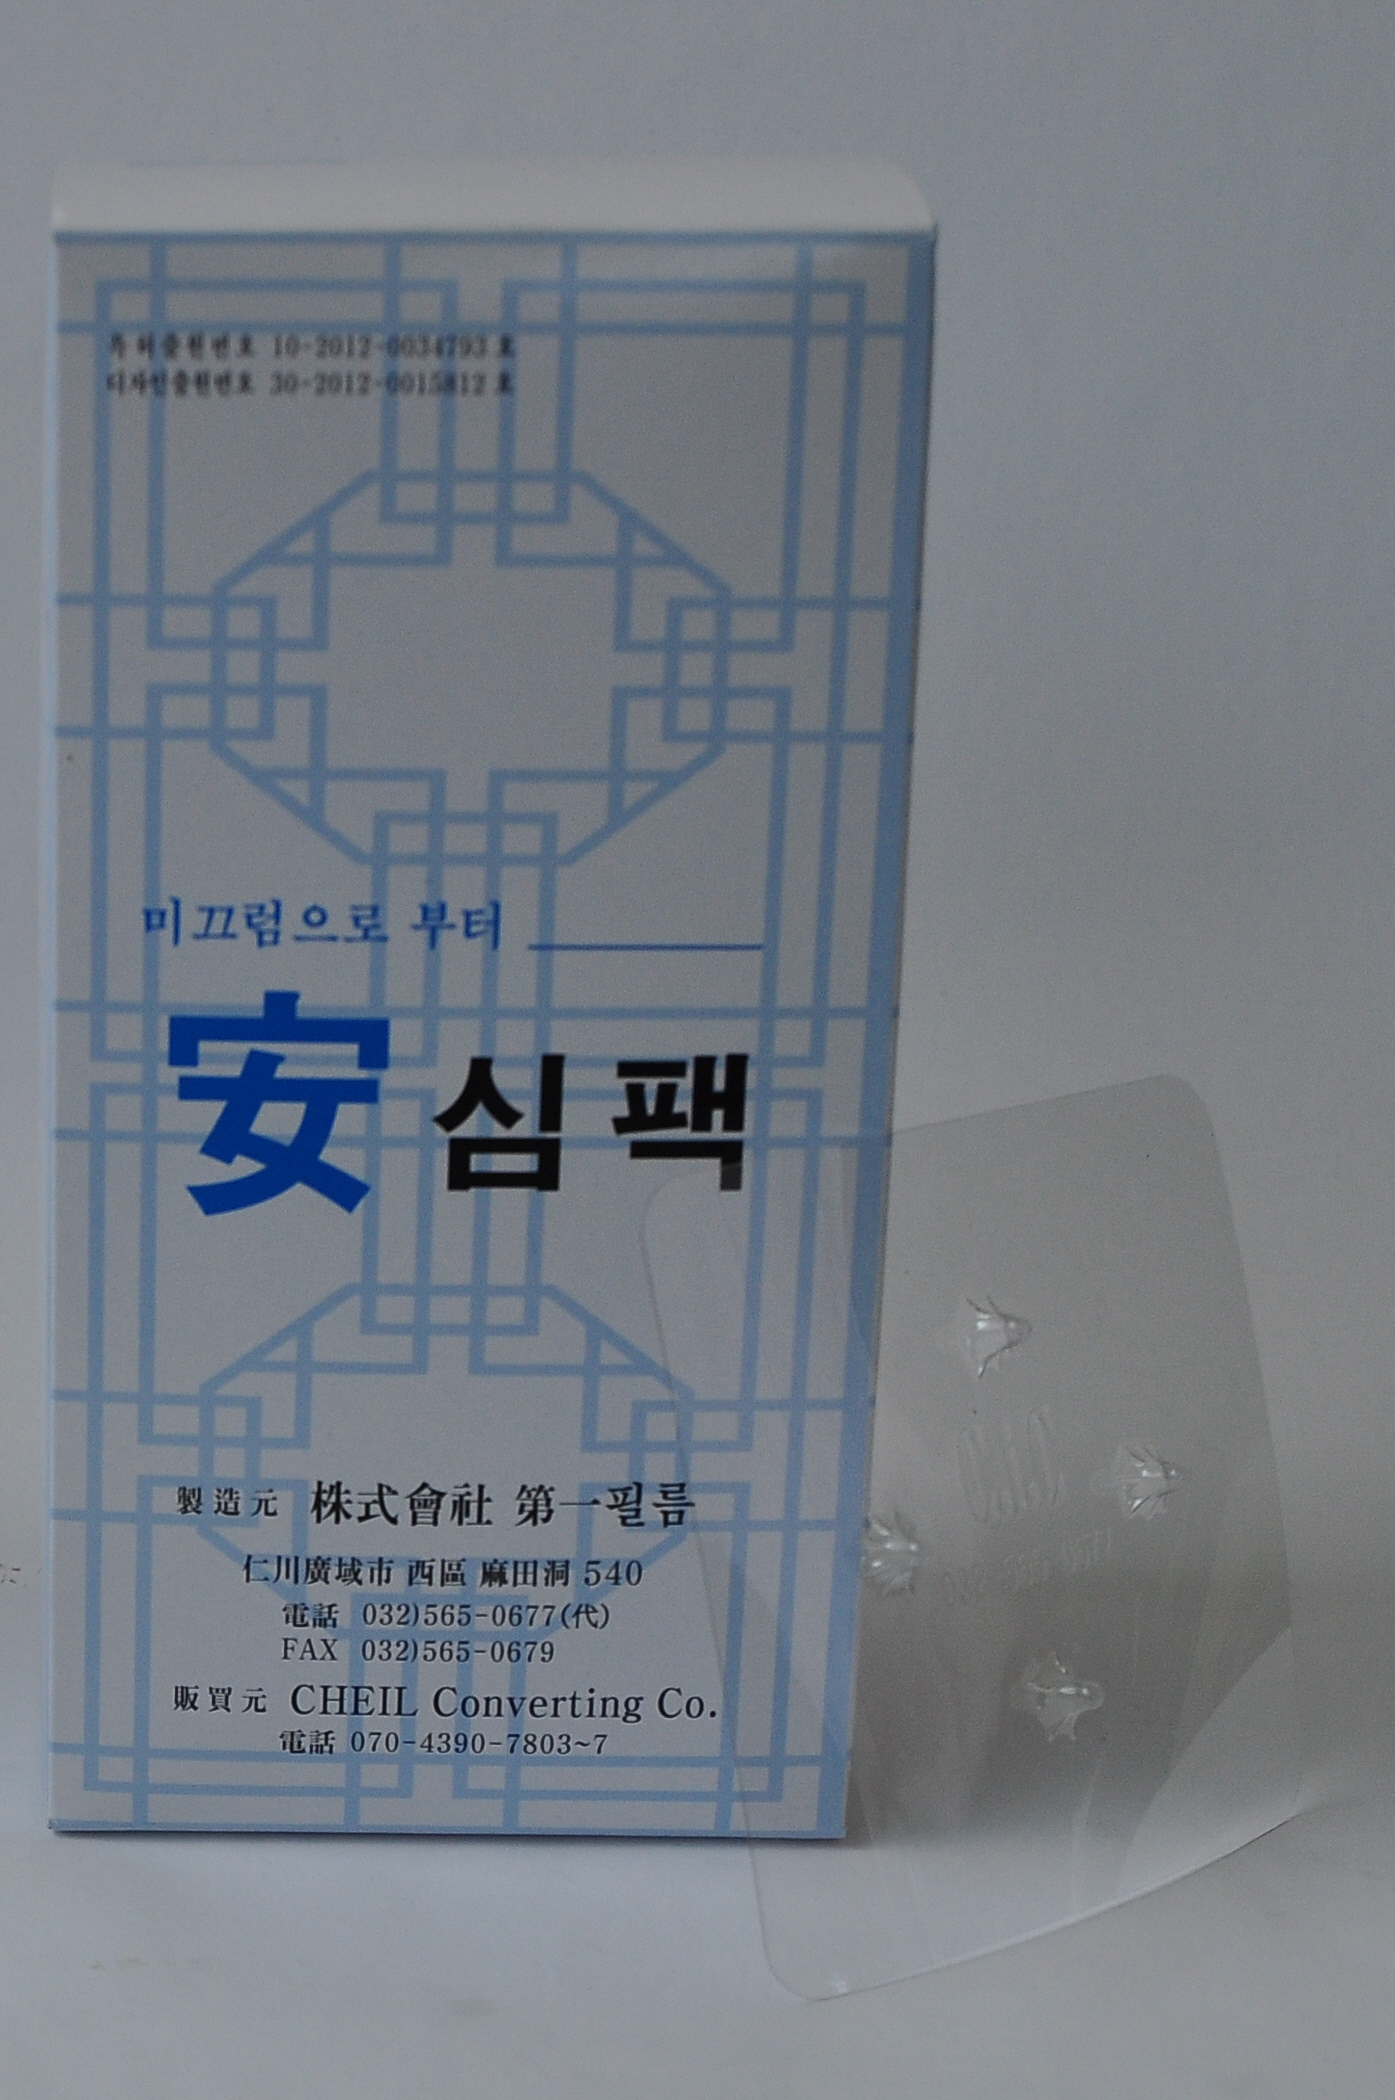 특허출원번호 10-2012-0034793 호
디자인출원번호 30-2012-0015812 호
미끄럼으로 부터
安심팩
製造元 株式會社 第一필름
仁川廣域市 西區 麻田洞 540
電話 032)565-0677(代)
FAX 032)565-0679
販買元 CHEIL Converting Co.
電話 070-4390-7803~7